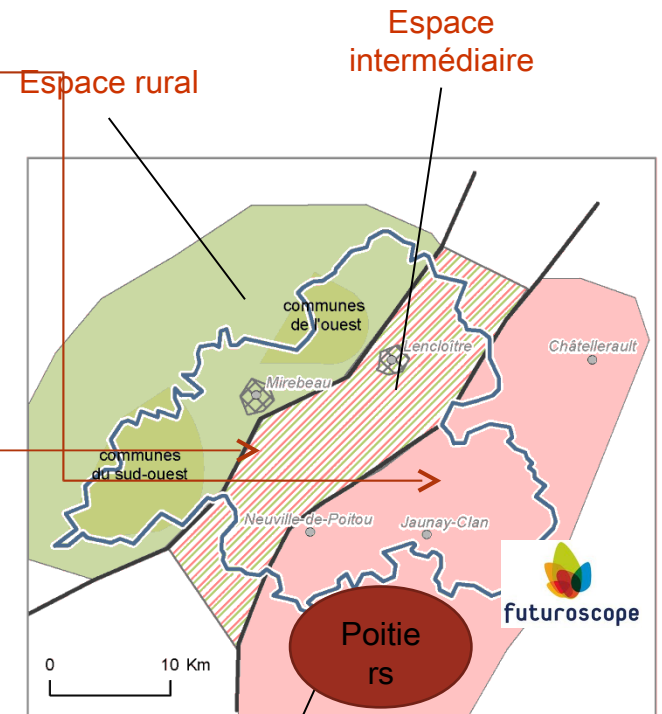 Espace
intermédiaire
Espace rural
communes
de l'ouest
Lencloître
Châtellerault
Mirebeau
communes
du sud-ouest
Neuville-de-Poitou
Jaunay-Clan
futuroscope
Poitie
rs
0 10 Km